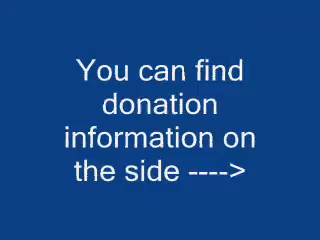 You can find
donation
information on
the side ---->